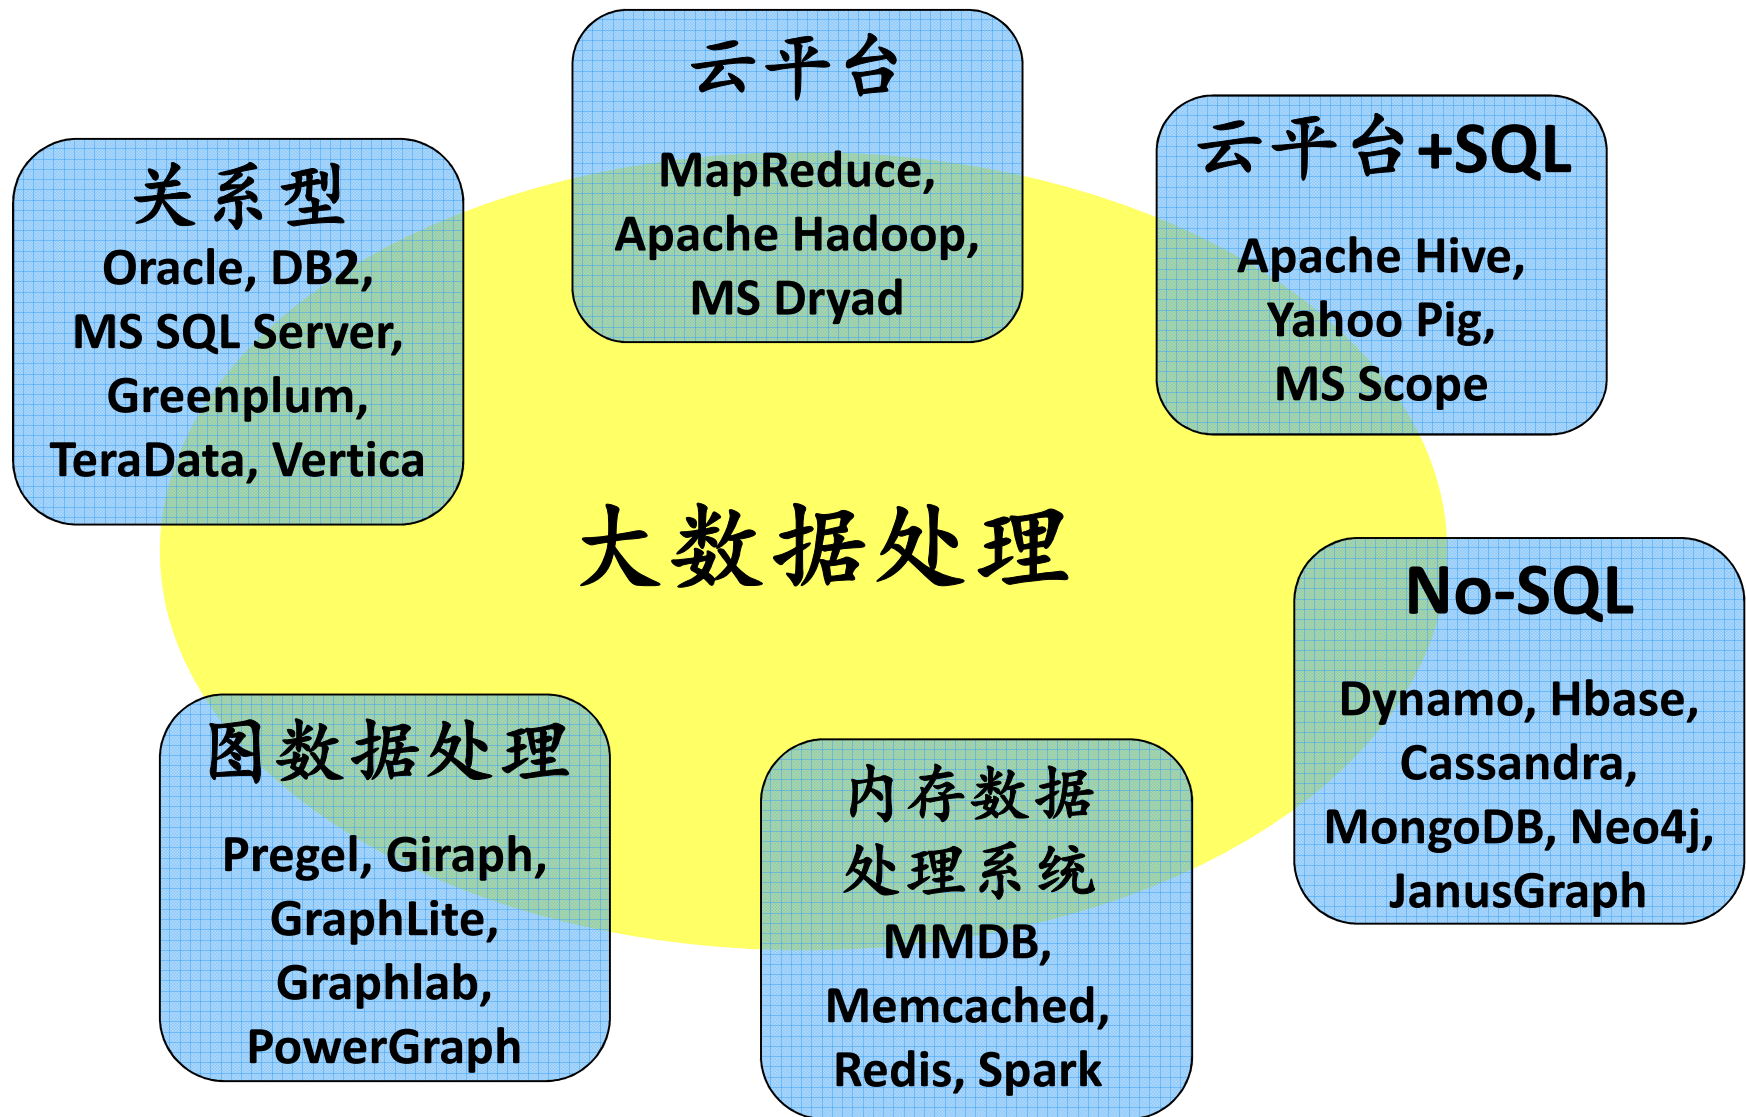 云平台
MapReduce,
Apache Hadoop,
MS Dryad
云平台+SQL
Apache Hive,
Yahoo Pig,
MS Scope
关系型
Oracle, DB2,
MS SQL Server,
Greenplum,
TeraData, Vertica
大数据处理
No-SQL
Dynamo, Hbase,
Cassandra,
MongoDB, Neo4j,
JanusGraph
图数据处理
Pregel, Giraph,
GraphLite,
Graphlab,
PowerGraph
内存数据
处理系统
MMDB,
Memcached,
Redis, Spark